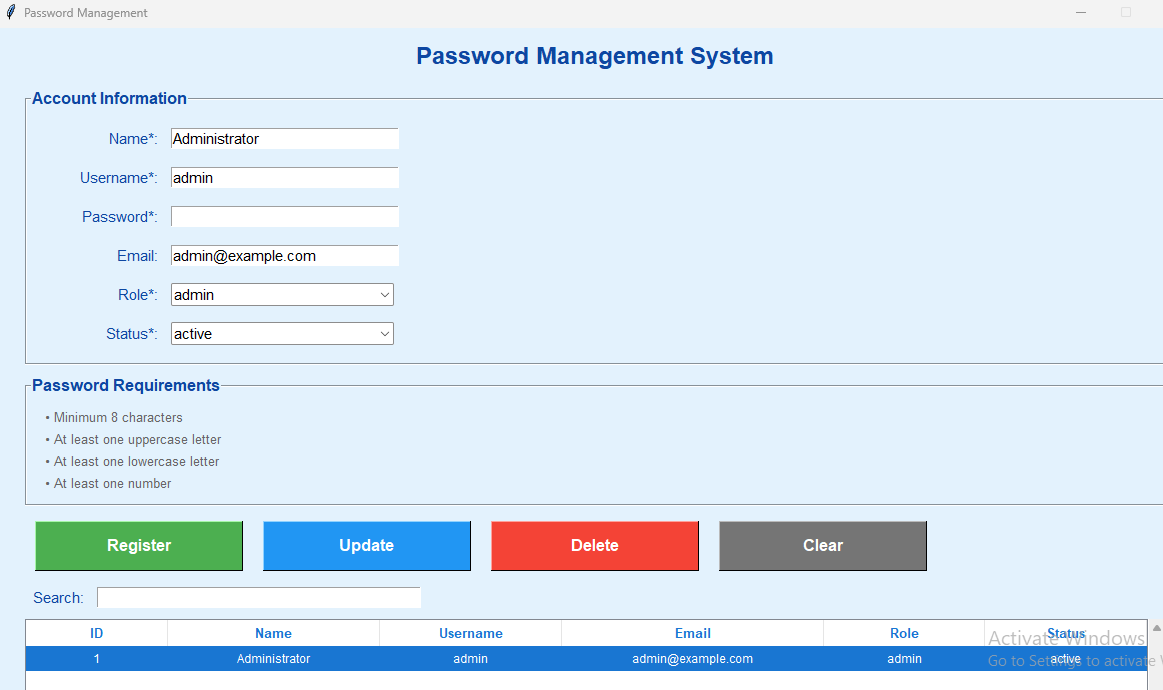 Password Management
Password Management System
Account Information
Name*: Administrator
Username*: admin
Password*:
Email: admin@example.com
Role*: admin
Status*: active
Password Requirements
• Minimum 8 characters
• At least one uppercase letter
• At least one lowercase letter
• At least one number
Register Update Delete Clear
Search:
ID Name Username Email Role Status
1 Administrator admin admin@example.com admin active
Activate Windows
Go to Settings to activate W